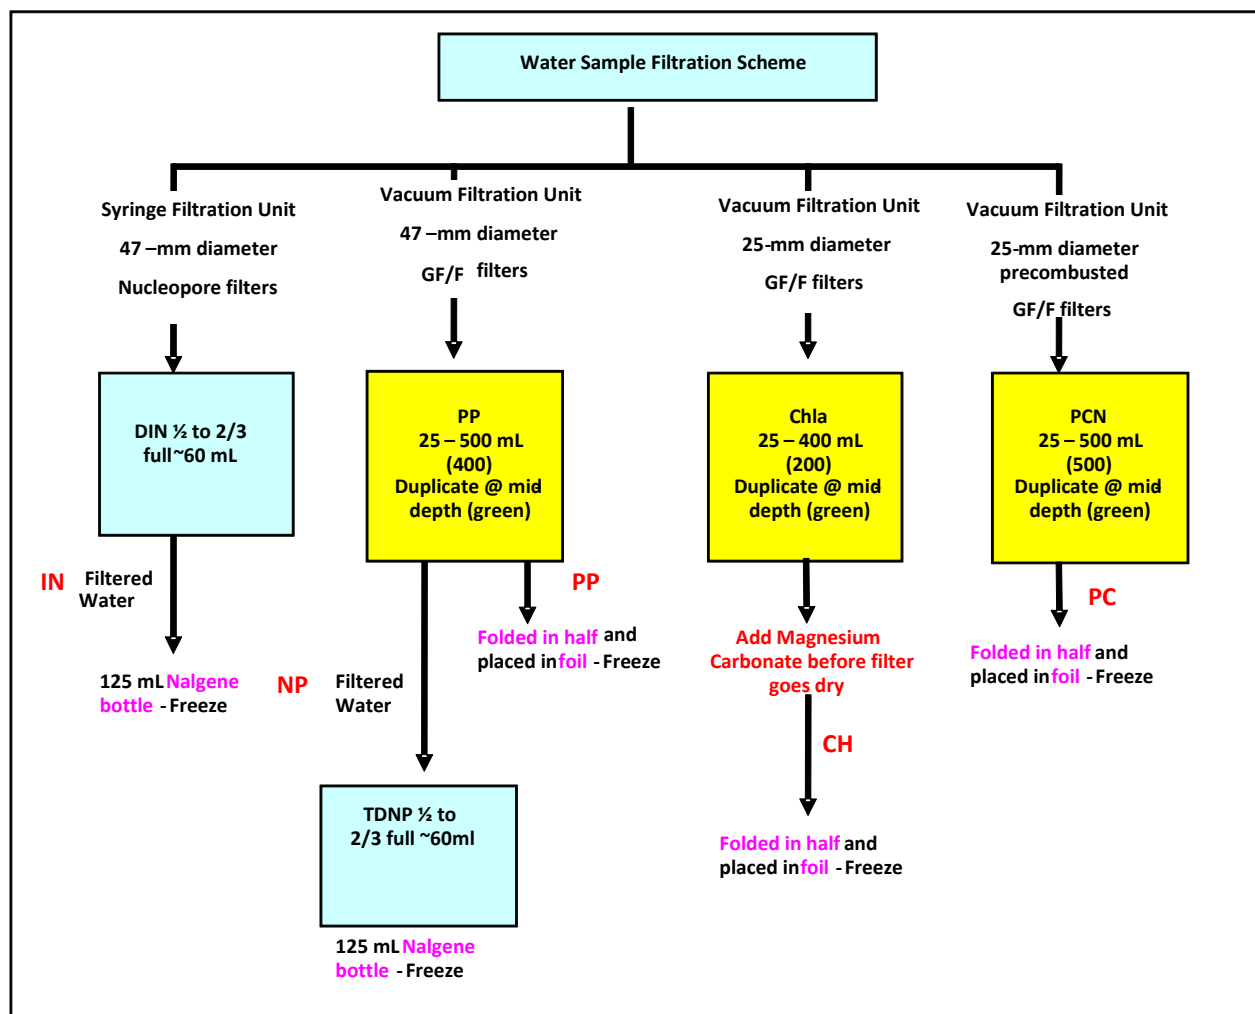 Water Sample Filtration Scheme
Syringe Filtration Unit
47 –mm diameter
Nucleopore filters
DIN ½ to 2/3
full~60 mL
IN
Filtered
Water
125 mL Nalgene
bottle - Freeze
Vacuum Filtration Unit
47 –mm diameter
GF/F filters
PP
25 – 500 mL
(400)
Duplicate @ mid-
depth (green)
PP
Folded in half and
placed in foil - Freeze
NP
Filtered
Water
TDNP ½ to
2/3 full ~60ml
125 mL Nalgene
bottle - Freeze
Vacuum Filtration Unit
25-mm diameter
GF/F filters
Chla
25 – 400 mL
(200)
Duplicate @ mid-
depth (green)
Add Magnesium
Carbonate before filter
goes dry
CH
Folded in half and
placed in foil - Freeze
Vacuum Filtration Unit
25-mm diameter
precombusted
GF/F filters
PCN
25 – 500 mL
(500)
Duplicate @ mid-
depth (green)
PC
Folded in half and
placed in foil - Freeze